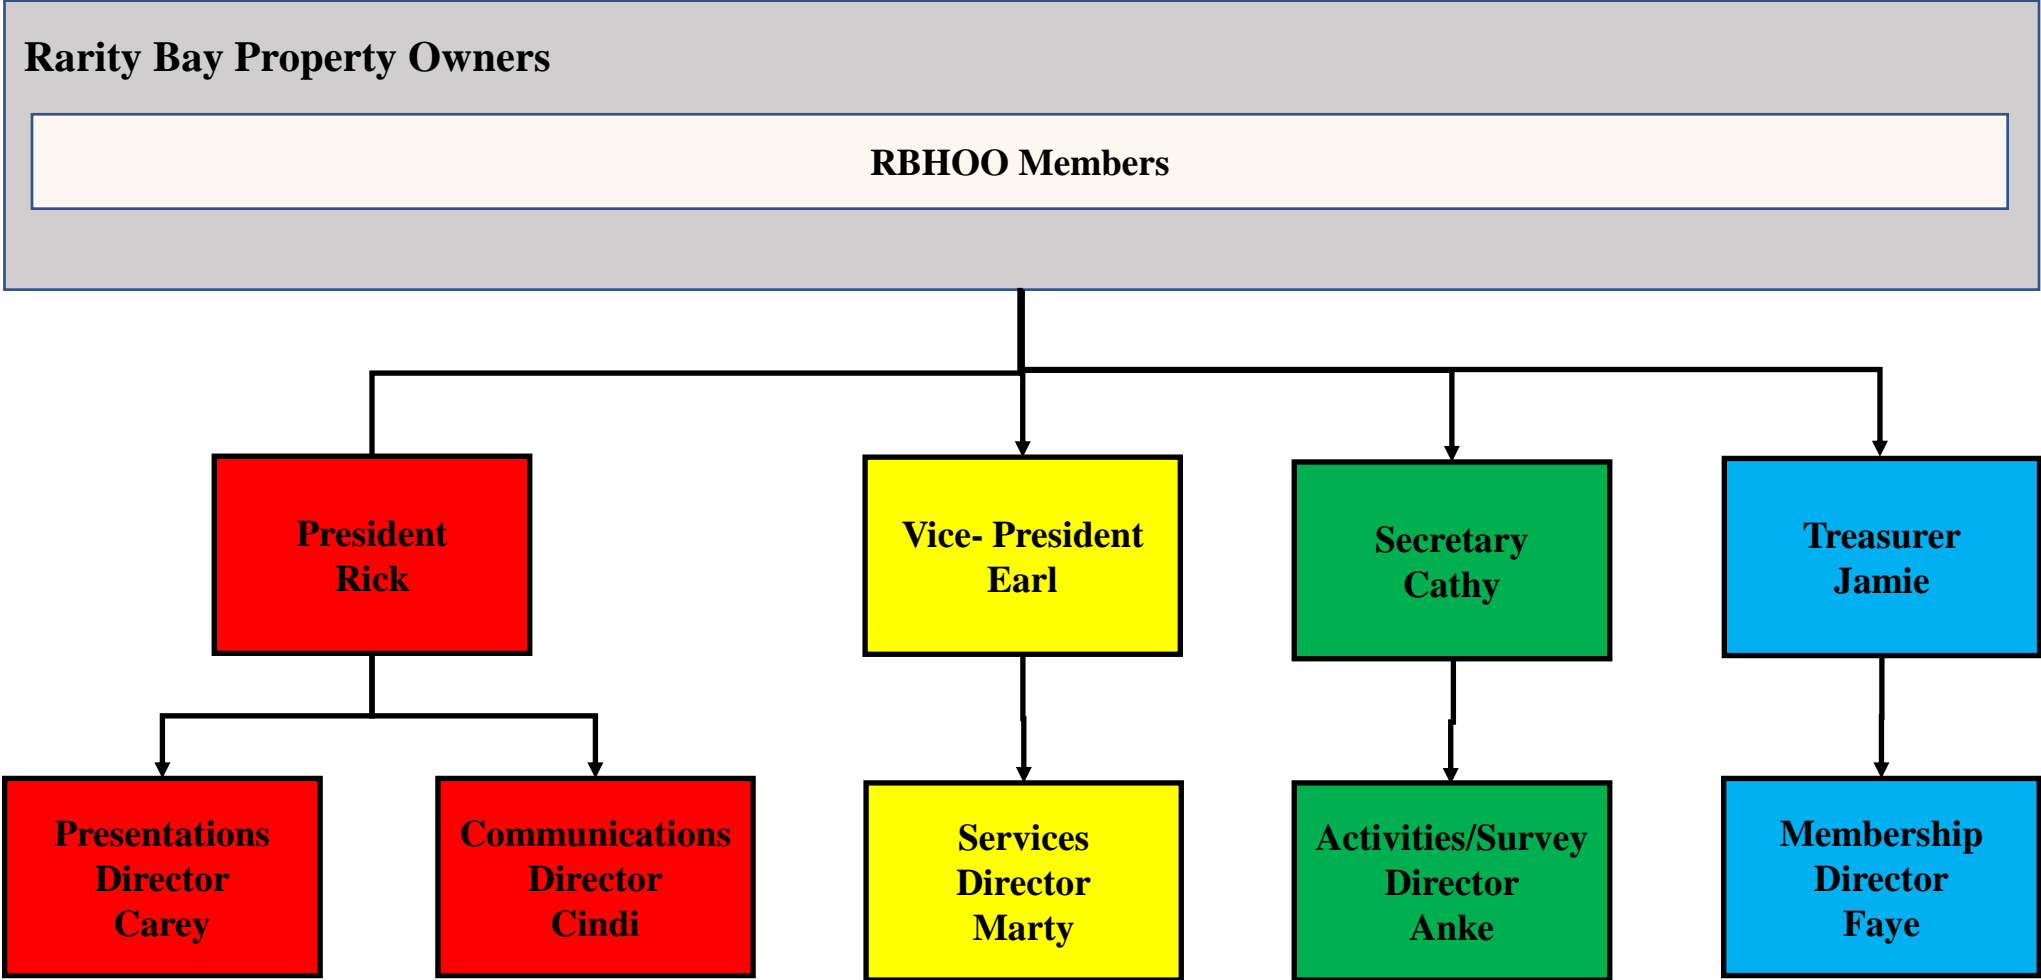 Rarity Bay Property Owners
RBHOO Members
President
Rick
Vice- President
Earl
Secretary
Cathy
Treasurer
Jamie
Presentations
Director
Carey
Communications
Director
Cindi
Services
Director
Marty
Activities/Survey
Director
Anke
Membership
Director
Faye